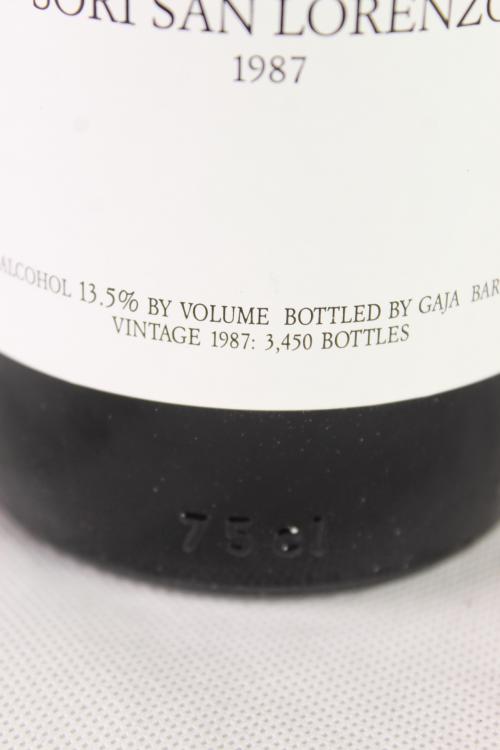 SORI SAN LORENZO
1987
ALCOHOL 13.5% BY VOLUME BOTTLED BY GAJA BAR
VINTAGE 1987: 3,450 BOTTLES
75cl